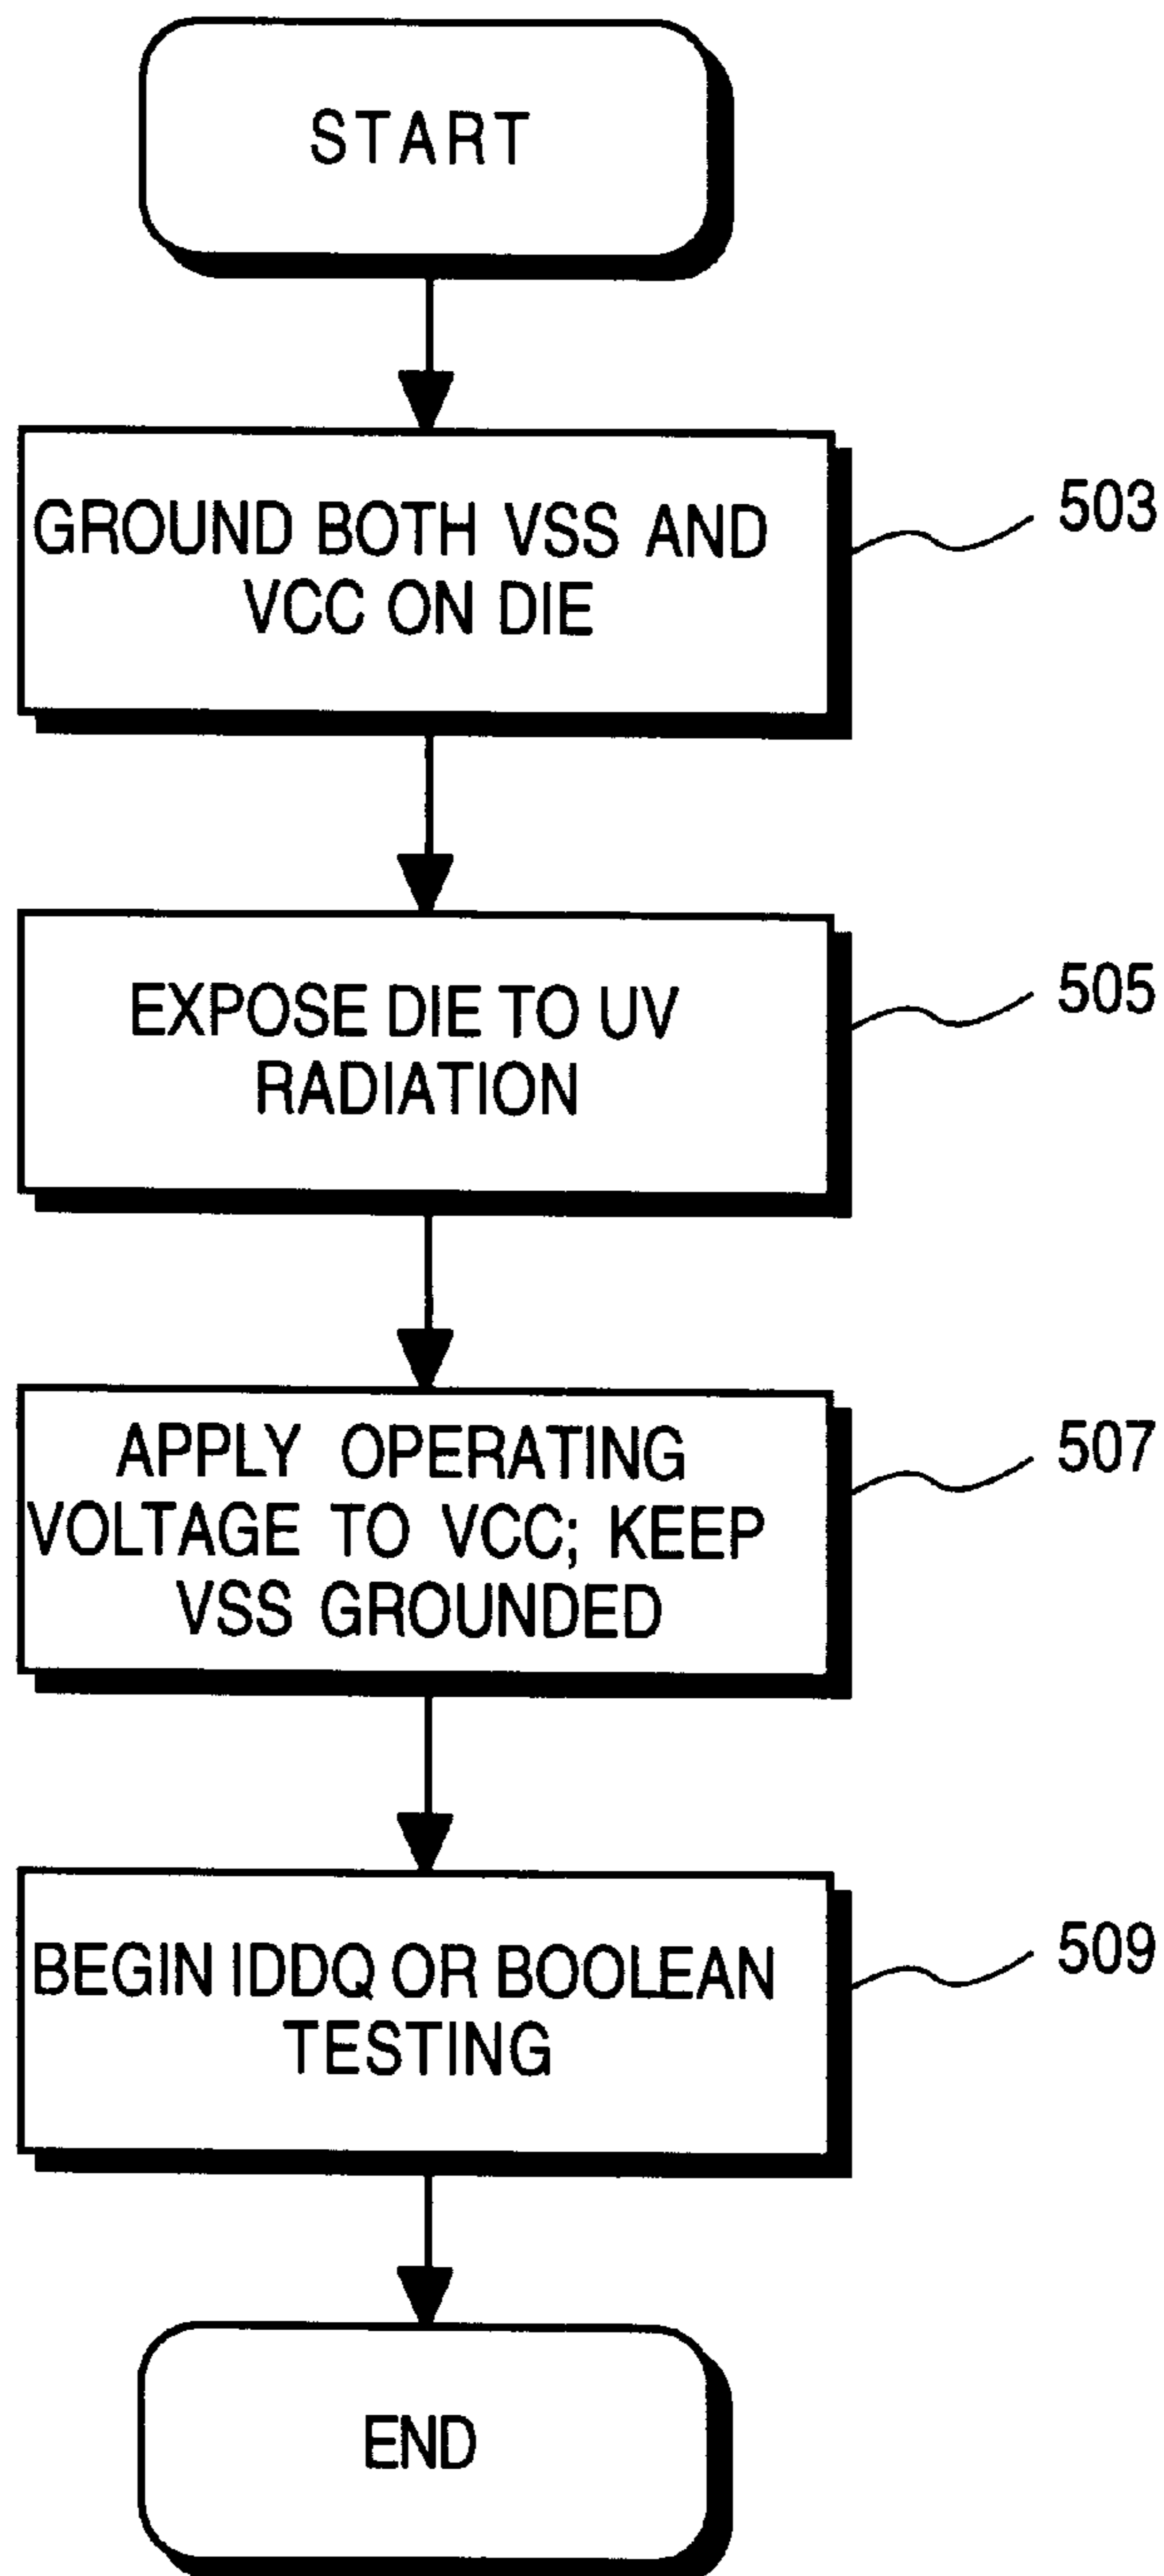 START
GROUND BOTH VSS AND
VCC ON DIE
503
EXPOSE DIE TO UV
RADIATION
505
APPLY OPERATING
VOLTAGE TO VCC; KEEP
VSS GROUNDED
507
BEGIN IDDQ OR BOOLEAN
TESTING
509
END